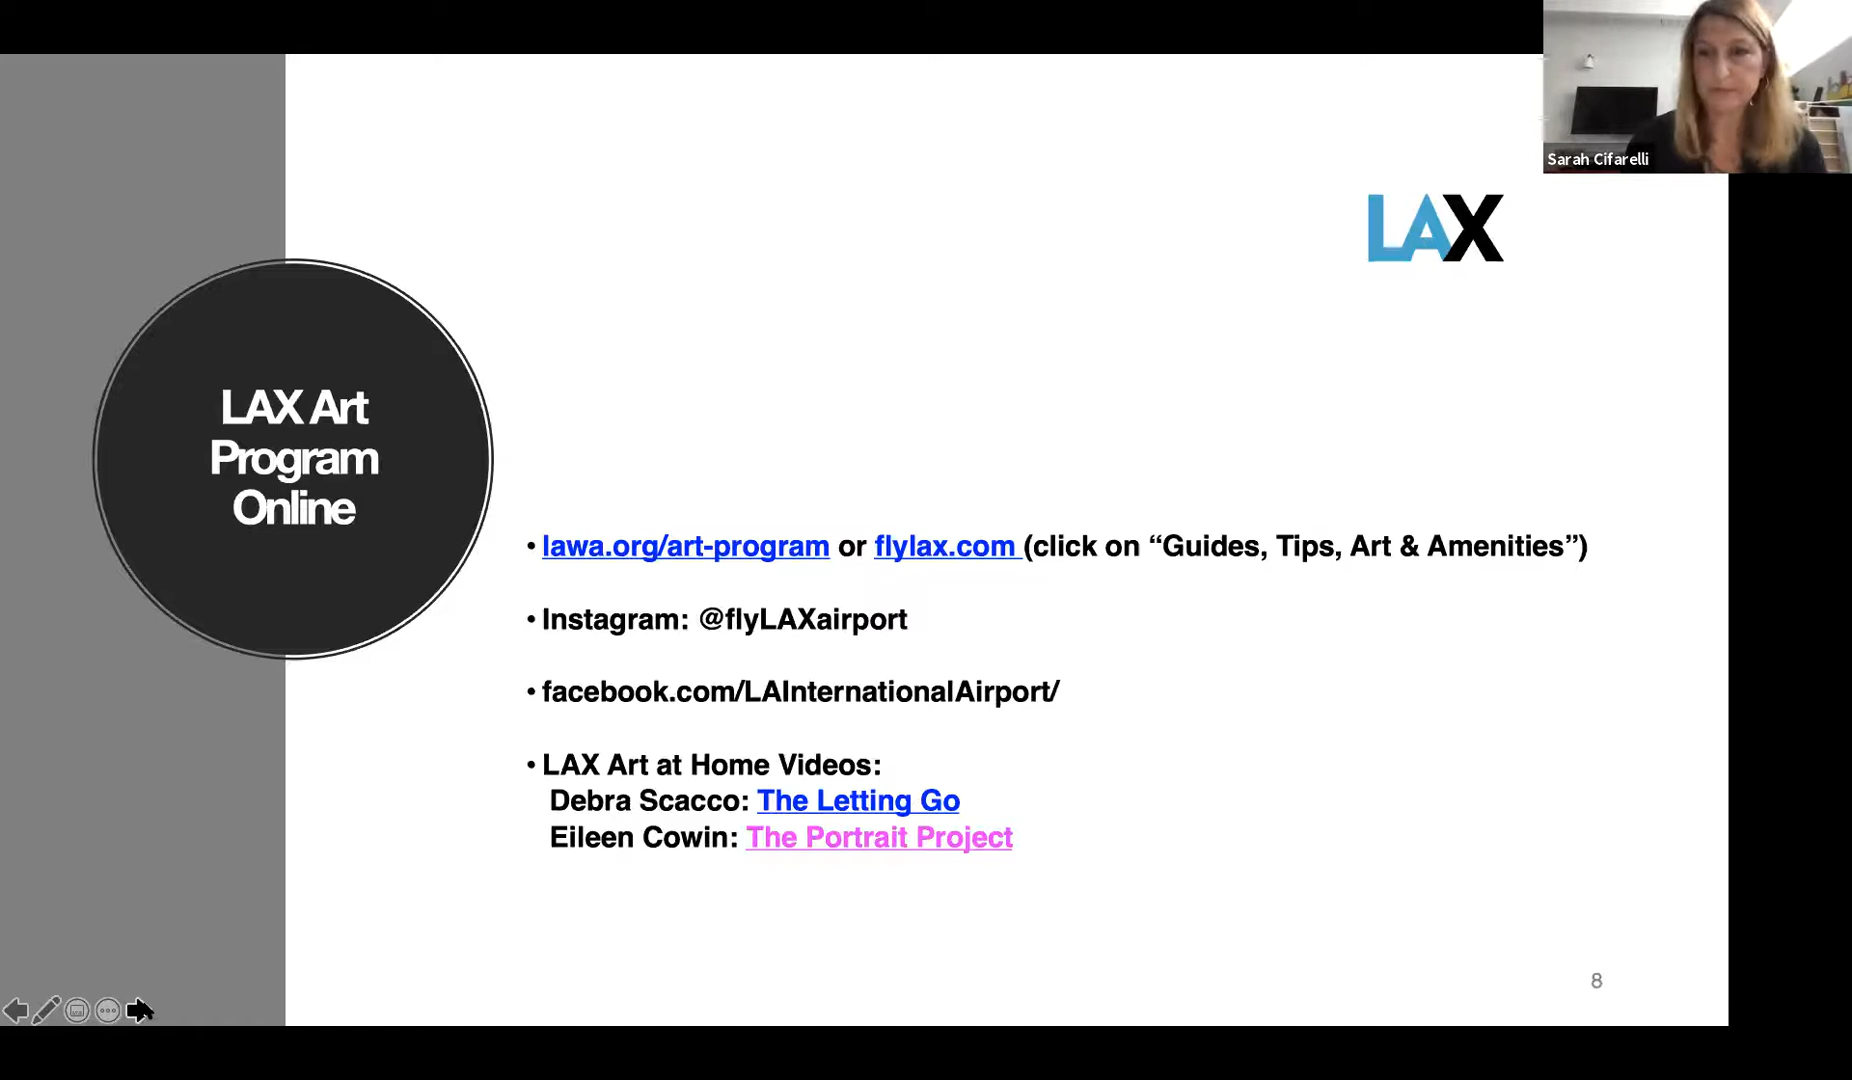 Sarah Cifarelli
LAX
LAX Art
Program
Online
• lawa.org/art-program or flylax.com (click on “Guides, Tips, Art & Amenities”)
• Instagram: @flyLAXairport
• facebook.com/LAInternationalAirport/
• LAX Art at Home Videos:
Debra Scacco: The Letting Go
Eileen Cowin: The Portrait Project
8